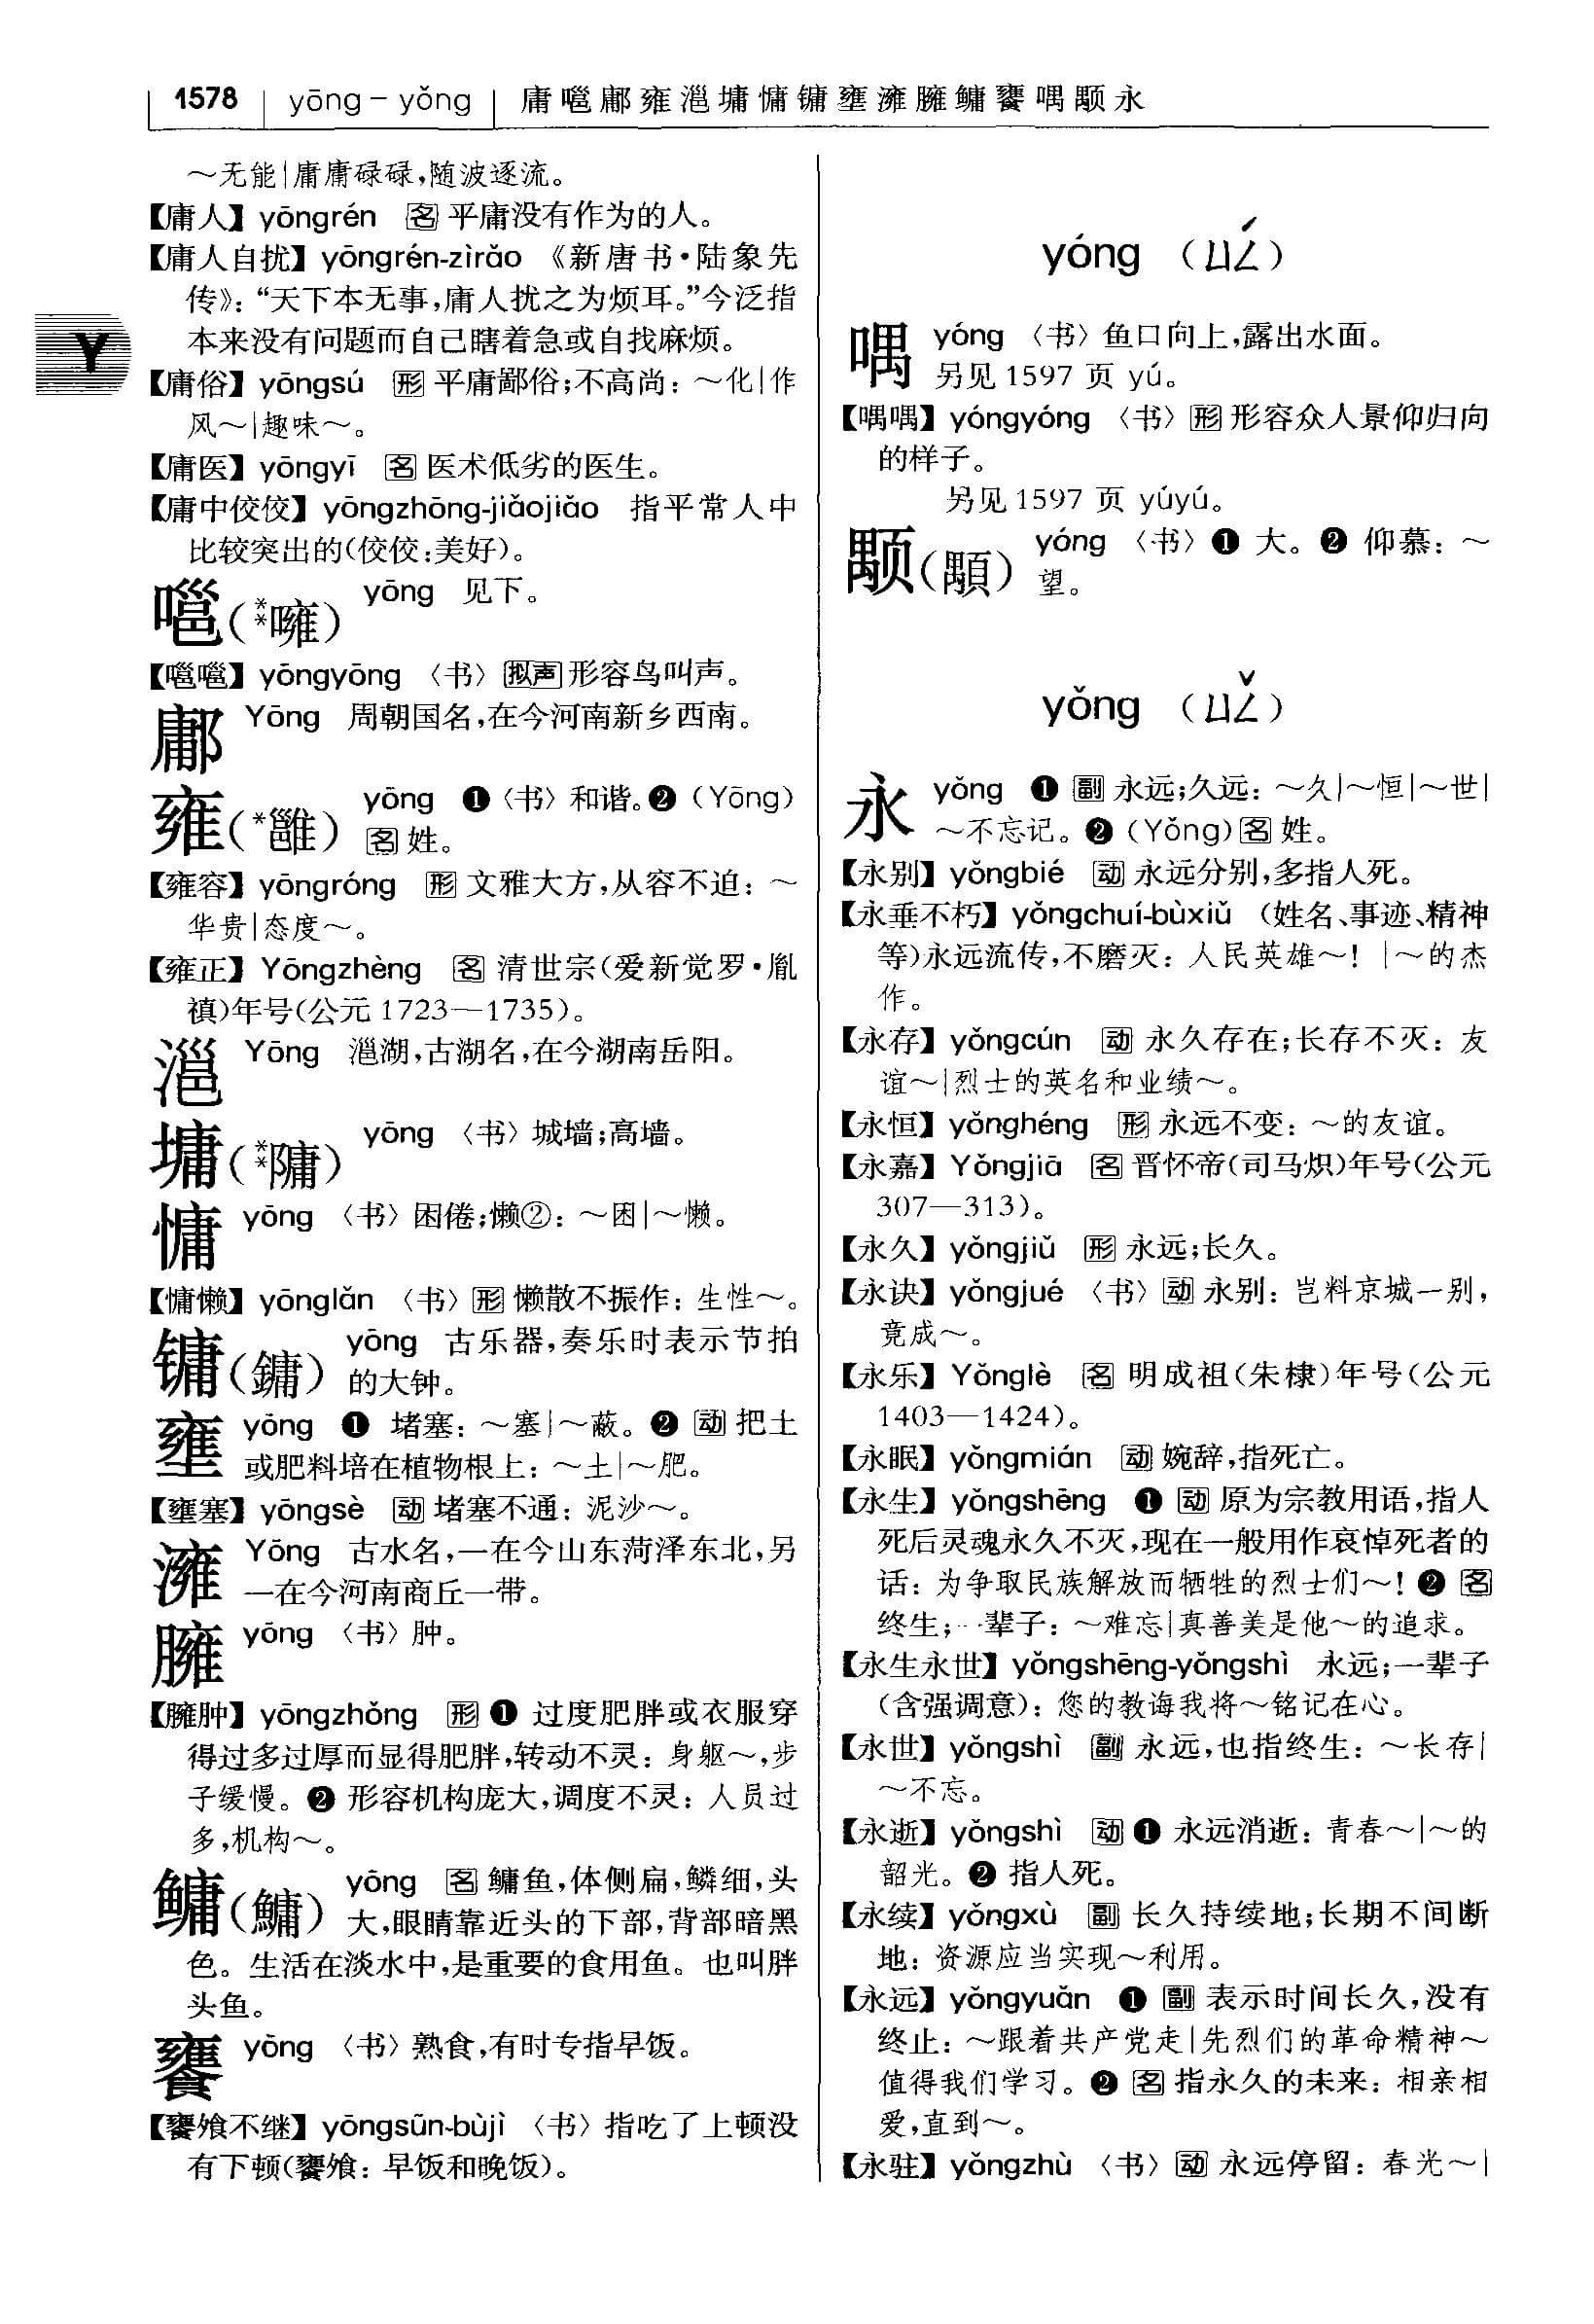 1578 yōng－yǒng 庸噰鄘雍澭墉慵镛壅灉臃鳙饔喁颙永
～无能|庸庸碌碌,随波逐流。
【庸人】yōngrén 名 平庸没有作为的人。
【庸人自扰】yōngrén-zìrǎo 《新唐书·陆象先
传》：“天下本无事,庸人扰之为烦耳。”今泛指
本来没有问题而自己瞎着急或自找麻烦。
Y
【庸俗】yōngsú 形 平庸鄙俗;不高尚：～化|作
风～|趣味～。
【庸医】yōngyī 名 医术低劣的医生。
【庸中佼佼】yōngzhōng-jiǎojiǎo 指平常人中
比较突出的(佼佼:美好)。
嗈(**噰) yōng 见下。
【嗈嗈】yōngyōng 〈书〉拟声 形容鸟叫声。
鄘 Yōng 周朝国名,在今河南新乡西南。
雍(*雝) yōng ❶〈书〉和谐。❷（Yōng）
名 姓。
【雍容】yōngróng 形 文雅大方,从容不迫：～
华贵|态度～。
【雍正】Yōngzhèng 名 清世宗(爱新觉罗·胤
禛)年号(公元 1723—1735)。
滃 Yōng 滃湖,古湖名,在今湖南岳阳。
墉(**㙲) yōng 〈书〉城墙;高墙。
慵 yōng 〈书〉困倦;懒②：～困|～懒。
【慵懒】yōnglǎn 〈书〉形 懒散不振作：生性～。
镛(鏞) yōng 古乐器,奏乐时表示节拍
的大钟。
壅 yōng ❶ 堵塞：～塞|～蔽。❷ 动 把土
或肥料培在植物根上：～土|～肥。
【壅塞】yōngsè 动 堵塞不通：泥沙～。
灉 Yōng 古水名,一在今山东菏泽东北,另
一在今河南商丘一带。
臃 yōng 〈书〉肿。
【臃肿】yōngzhǒng 形 ❶ 过度肥胖或衣服穿
得过多过厚而显得肥胖,转动不灵：身躯～,步
子缓慢。❷ 形容机构庞大,调度不灵：人员过
多,机构～。
鳙(鱅) yōng 名 鳙鱼,体侧扁,鳞细,头
大,眼睛靠近头的下部,背部暗黑
色。生活在淡水中,是重要的食用鱼。也叫胖
头鱼。
饔 yōng 〈书〉熟食,有时专指早饭。
【饔飧不继】yōngsūn-bùjì 〈书〉指吃了上顿没
有下顿(饔飧：早饭和晚饭)。
yóng （ㄩㄥˊ）
喁 yóng 〈书〉鱼口向上,露出水面。
另见 1597 页 yú。
【喁喁】yóngyóng 〈书〉形 形容众人景仰归向
的样子。
另见 1597 页 yúyú。
颙(顒) yóng 〈书〉❶ 大。❷ 仰慕：～
望。
yǒng （ㄩㄥˇ）
永 yǒng ❶ 副 永远;久远：～久|～恒|～世|
～不忘记。❷（Yǒng）名 姓。
【永别】yǒngbié 动 永远分别,多指人死。
【永垂不朽】yǒngchuí-bùxiǔ （姓名、事迹、精神
等)永远流传,不磨灭：人民英雄～！|～的杰
作。
【永存】yǒngcún 动 永久存在;长存不灭：友
谊～|烈士的英名和业绩～。
【永恒】yǒnghéng 形 永远不变：～的友谊。
【永嘉】Yǒngjiā 名 晋怀帝(司马炽)年号(公元
307—313)。
【永久】yǒngjiǔ 形 永远;长久。
【永诀】yǒngjué 〈书〉动 永别：岂料京城一别,
竟成～。
【永乐】Yǒnglè 名 明成祖(朱棣)年号(公元
1403—1424)。
【永眠】yǒngmián 动 婉辞,指死亡。
【永生】yǒngshēng ❶ 动 原为宗教用语,指人
死后灵魂永久不灭,现在一般用作哀悼死者的
话：为争取民族解放而牺牲的烈士们～！❷ 名
终生;一辈子：～难忘|真善美是他～的追求。
【永生永世】yǒngshēng-yǒngshì 永远;一辈子
(含强调意)：您的教诲我将～铭记在心。
【永世】yǒngshì 副 永远,也指终生：～长存|
～不忘。
【永逝】yǒngshì 动 ❶ 永远消逝：青春～|～的
韶光。❷ 指人死。
【永续】yǒngxù 副 长久持续地;长期不间断
地：资源应当实现～利用。
【永远】yǒngyuǎn ❶ 副 表示时间长久,没有
终止：～跟着共产党走|先烈们的革命精神～
值得我们学习。❷ 名 指永久的未来：相亲相
爱,直到～。
【永驻】yǒngzhù 〈书〉动 永远停留：春光～|